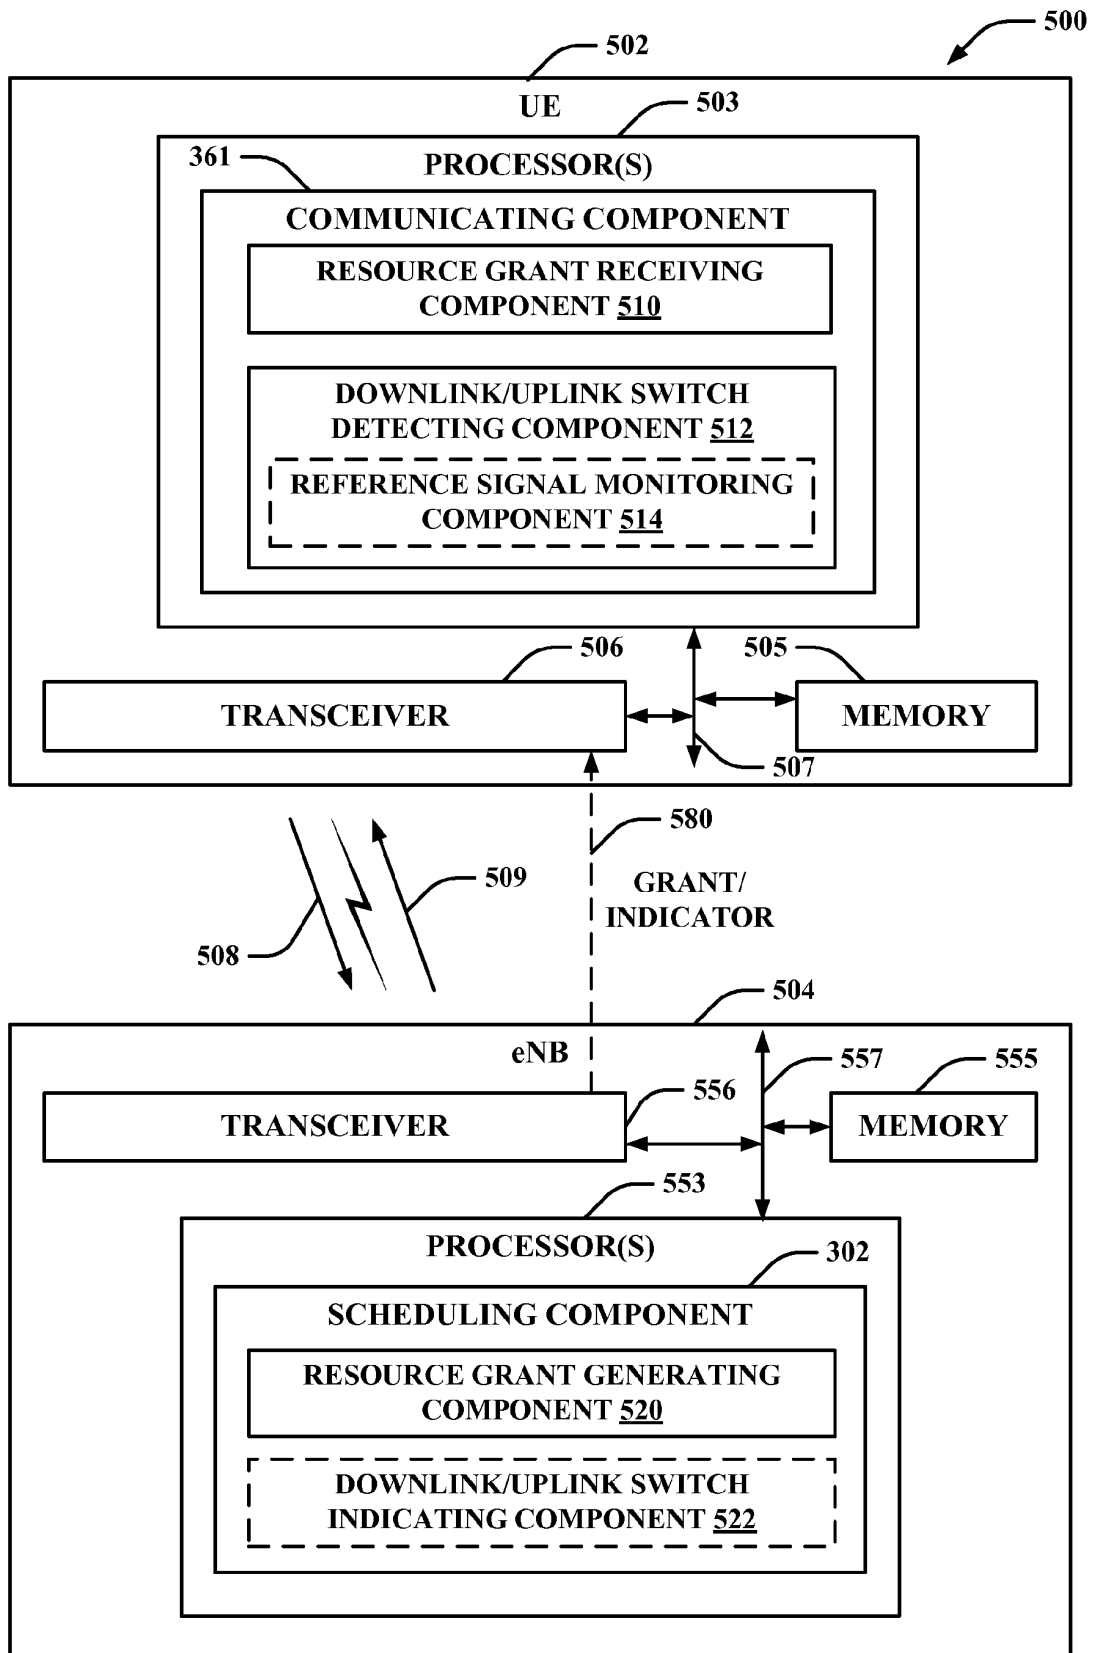 500
502
UE
503
361
PROCESSOR(S)
COMMUNICATING COMPONENT
RESOURCE GRANT RECEIVING
COMPONENT 510
DOWNLINK/UPLINK SWITCH
DETECTING COMPONENT 512
REFERENCE SIGNAL MONITORING
COMPONENT 514
506
505
TRANSCEIVER
MEMORY
507
580
509
GRANT/
INDICATOR
508
504
eNB
557
555
556
TRANSCEIVER
MEMORY
553
PROCESSOR(S)
302
SCHEDULING COMPONENT
RESOURCE GRANT GENERATING
COMPONENT 520
DOWNLINK/UPLINK SWITCH
INDICATING COMPONENT 522